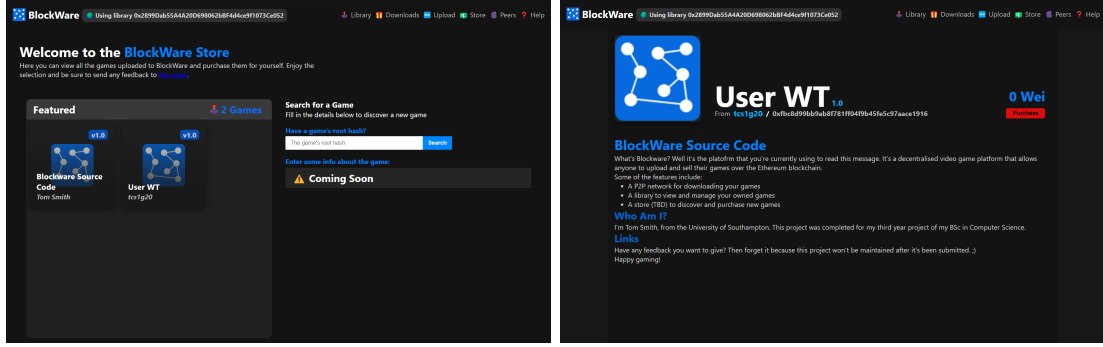 BlockWare Using library 0x2899Dab55A4A20D698062bBF4d4ce9f1073Ce052 Library Downloads Upload Store Peers Help
Welcome to the BlockWare Store
Here you can view all the games uploaded to BlockWare and purchase them for yourself. Enjoy the
selection and be sure to send any feedback to
Featured 2 Games
v1.0
Blockware Source
Code
Tom Smith
v1.0
User WT
tcs1g20
Search for a Game
Fill in the details below to discover a new game
Have a game's root hash?
The game's root hash Search
Enter some info about the game:
Coming Soon
BlockWare Using library 0x2899Dab55A4A20D698062bBF4d4ce9f1073Ce052 Library Downloads Upload Store Peers Help
User WT 1.0
From tcs1g20 / 0xfbc8d99bb9ab8f781ff04f9b45fe5c97aace1916
0 Wei
Purchase
BlockWare Source Code
What's Blockware? Well it's the platofrm that you're currently using to read this message. It's a decentralised video game platform that allows
anyone to upload and sell their games over the Ethereum blockchain.
Some of the features include:
• A P2P network for downloading your games
• A library to view and manage your owned games
• A store (TBD) to discover and purchase new games
Who Am I?
I'm Tom Smith, from the University of Southampton. This project was completed for my third year project of my BSc in Computer Science.
Links
Have any feedback you want to give? Then forget it because this project won't be maintained after it's been submitted. ;)
Happy gaming!